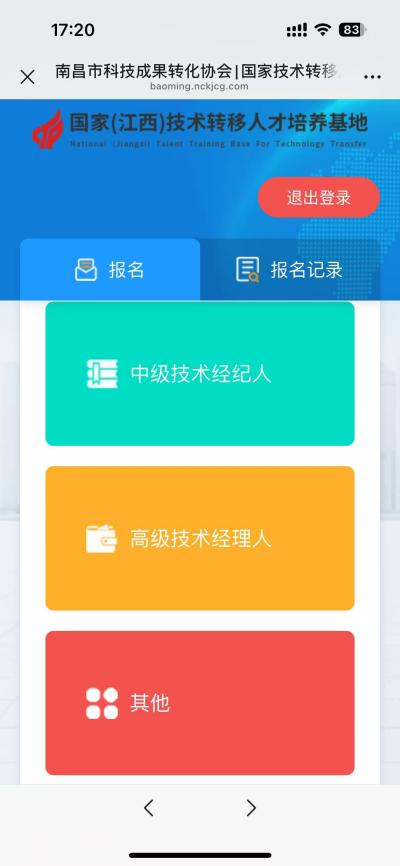 17:20
83
南昌市科技成果转化协会|国家技术转移
baoming.nckjcg.com
国家(江西)技术转移人才培养基地
National (Jiangxi) Talent Training Base For Technology Transfer
退出登录
报名
报名记录
中级技术经纪人
高级技术经理人
其他